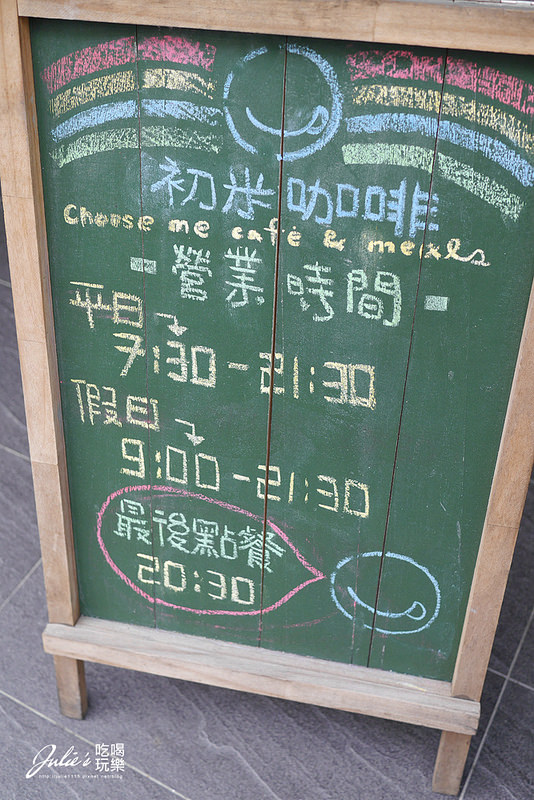 初米咖啡
Choose me café & meals
營業時間
平日
7:30-21:30
假日
9:00-21:30
最後點餐
20:30
Julie's 吃喝
玩樂